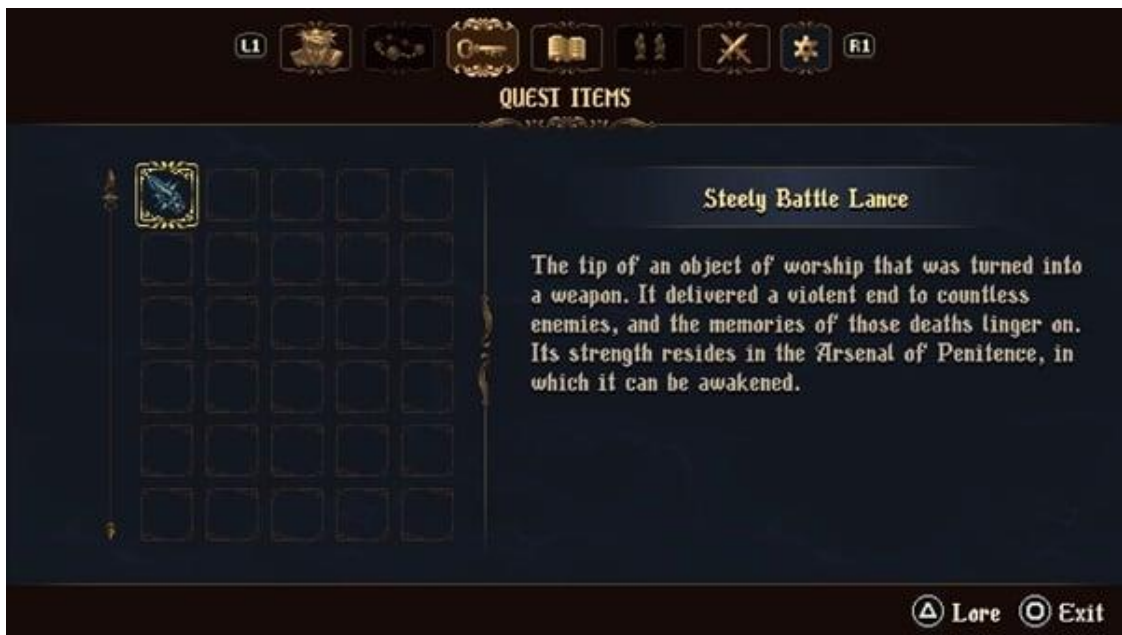 L1
R1
QUEST ITEMS
Steely Battle Lance
The tip of an object of worship that was turned into
a weapon. It delivered a violent end to countless
enemies, and the memories of those deaths linger on.
Its strength resides in the Arsenal of Penitence, in
which it can be awakened.
Lore
Exit